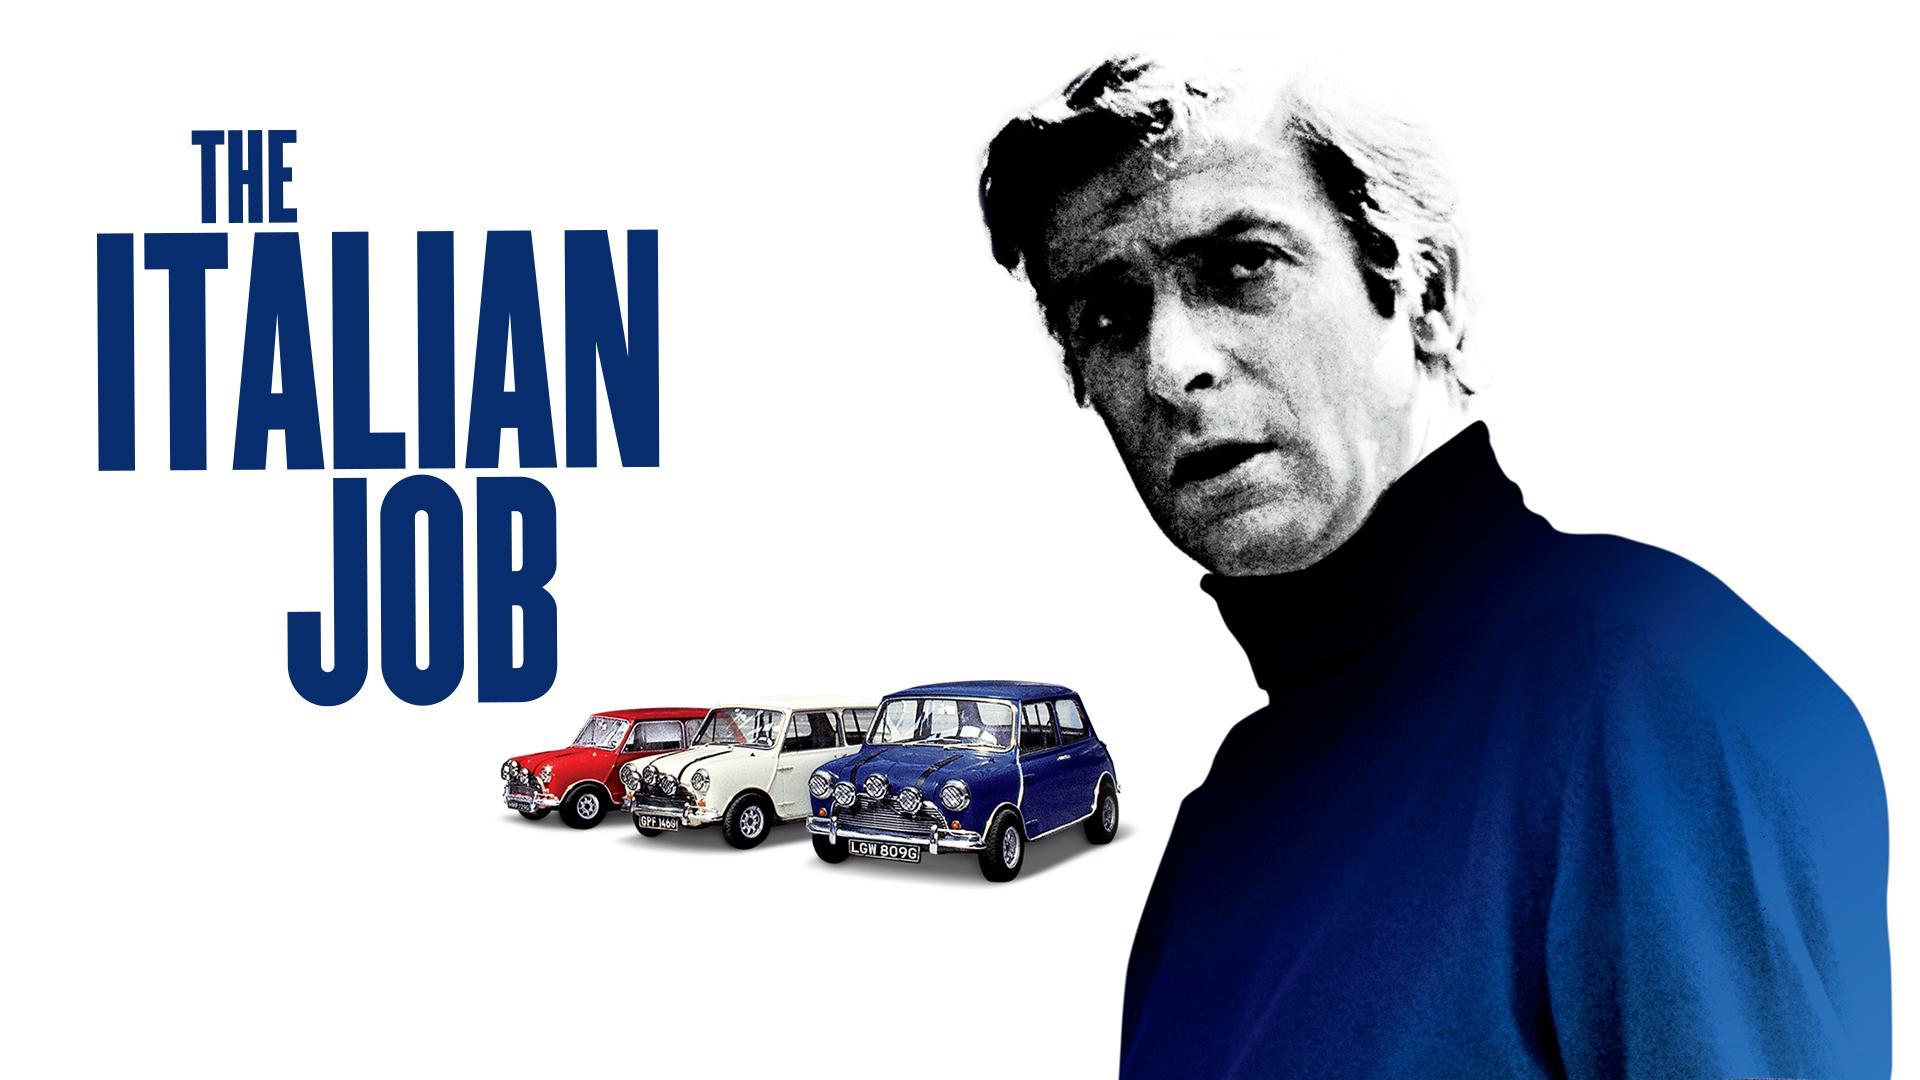 THE
ITALIAN
JOB
GPF 146G
LGW 809G